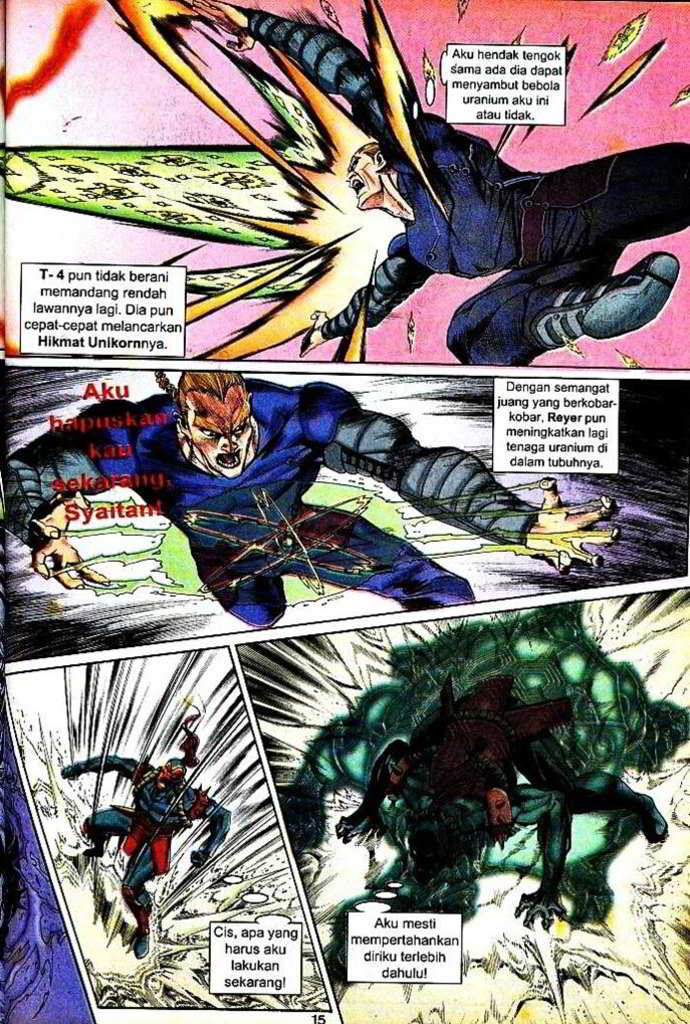 Aku hendak tengok
sama ada dia dapat
menyambut bebola
uranium aku ini
atau tidak.
T-4 pun tidak berani
memandang rendah
lawannya lagi. Dia pun
cepat-cepat melancarkan
Hikmat Unikornnya.
Aku
hapuskan
kau
sekarang,
Syaitan!
Dengan semangat
juang yang berkobar-
kobar, Reyer pun
meningkatkan lagi
tenaga uranium di
dalam tubuhnya.
Cis, apa yang
harus aku
lakukan
sekarang!
Aku mesti
mempertahankan
diriku terlebih
dahulu!
15